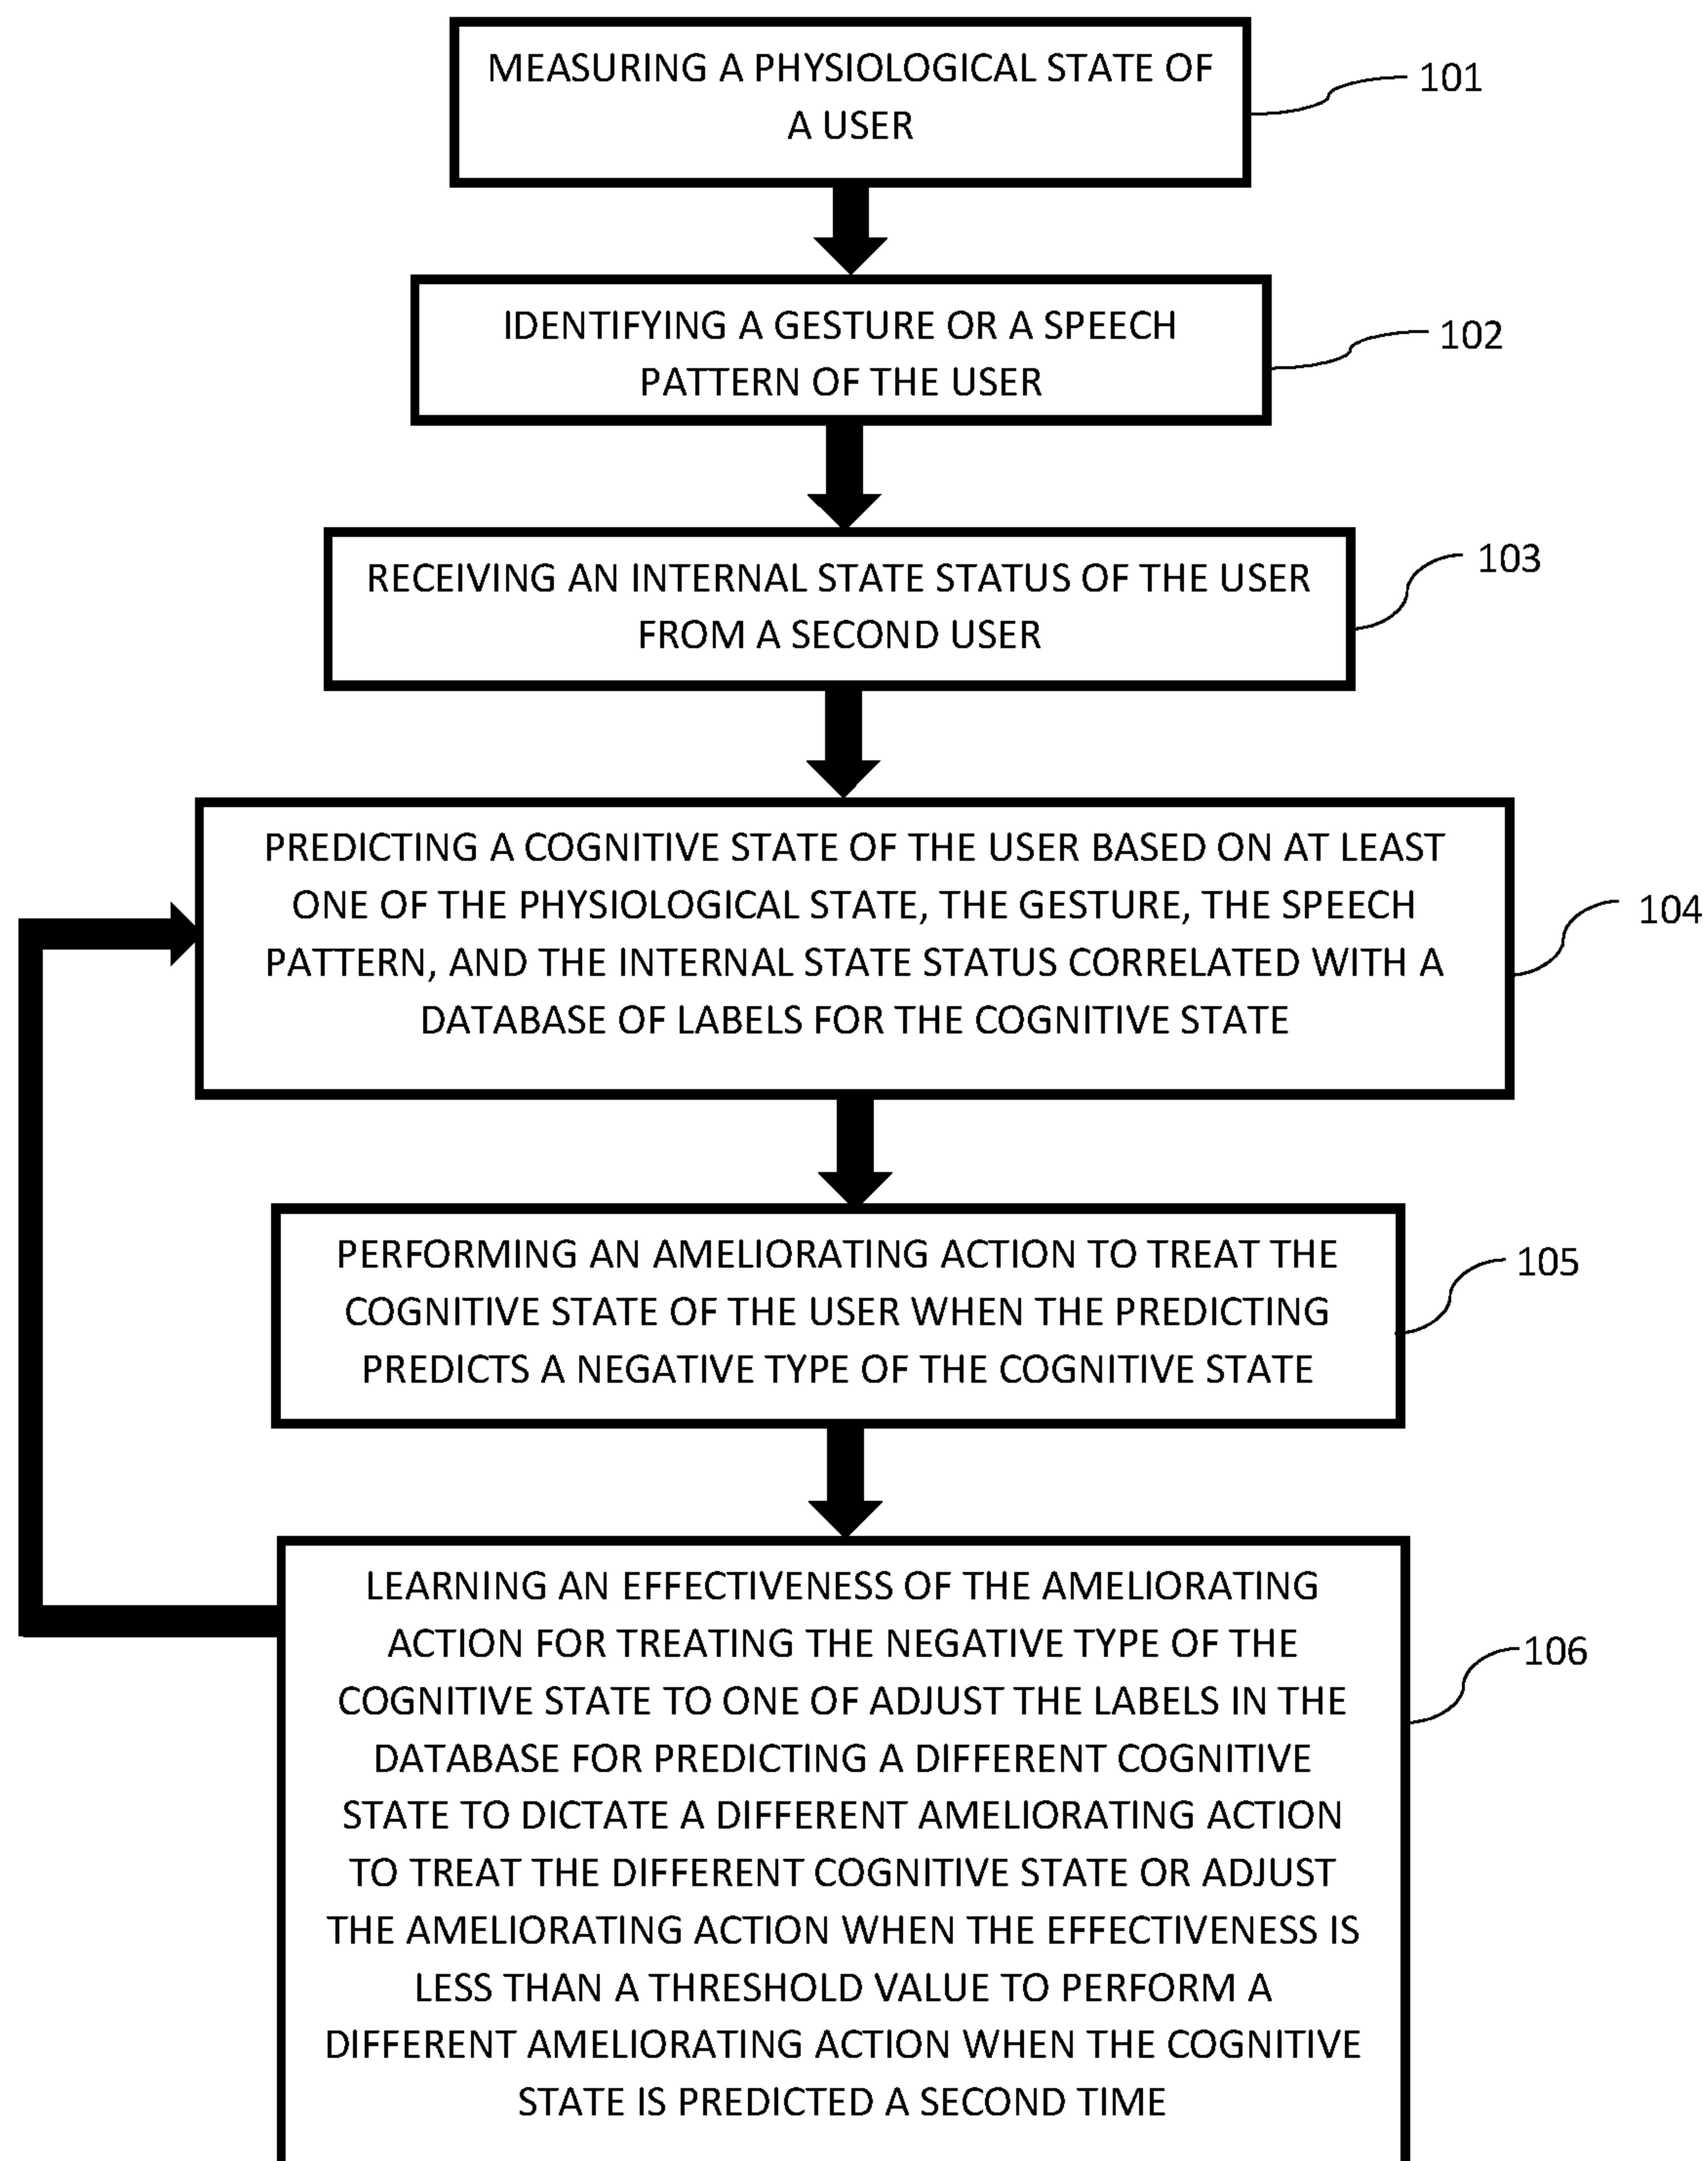 MEASURING A PHYSIOLOGICAL STATE OF
A USER
101
IDENTIFYING A GESTURE OR A SPEECH
PATTERN OF THE USER
102
RECEIVING AN INTERNAL STATE STATUS OF THE USER
FROM A SECOND USER
103
PREDICTING A COGNITIVE STATE OF THE USER BASED ON AT LEAST
ONE OF THE PHYSIOLOGICAL STATE, THE GESTURE, THE SPEECH
PATTERN, AND THE INTERNAL STATE STATUS CORRELATED WITH A
DATABASE OF LABELS FOR THE COGNITIVE STATE
104
PERFORMING AN AMELIORATING ACTION TO TREAT THE
COGNITIVE STATE OF THE USER WHEN THE PREDICTING
PREDICTS A NEGATIVE TYPE OF THE COGNITIVE STATE
105
LEARNING AN EFFECTIVENESS OF THE AMELIORATING
ACTION FOR TREATING THE NEGATIVE TYPE OF THE
COGNITIVE STATE TO ONE OF ADJUST THE LABELS IN THE
DATABASE FOR PREDICTING A DIFFERENT COGNITIVE
STATE TO DICTATE A DIFFERENT AMELIORATING ACTION
TO TREAT THE DIFFERENT COGNITIVE STATE OR ADJUST
THE AMELIORATING ACTION WHEN THE EFFECTIVENESS IS
LESS THAN A THRESHOLD VALUE TO PERFORM A
DIFFERENT AMELIORATING ACTION WHEN THE COGNITIVE
STATE IS PREDICTED A SECOND TIME
106